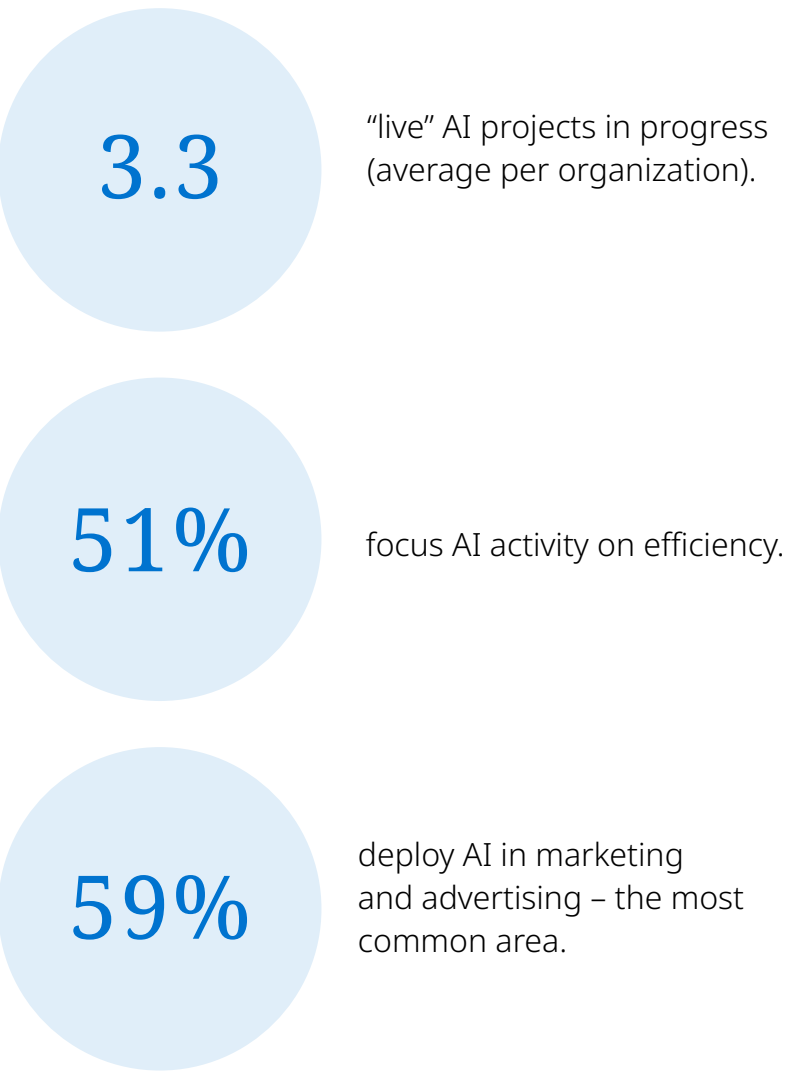 3.3
“live” AI projects in progress
(average per organization).
51%
focus AI activity on efficiency.
59%
deploy AI in marketing
and advertising – the most
common area.